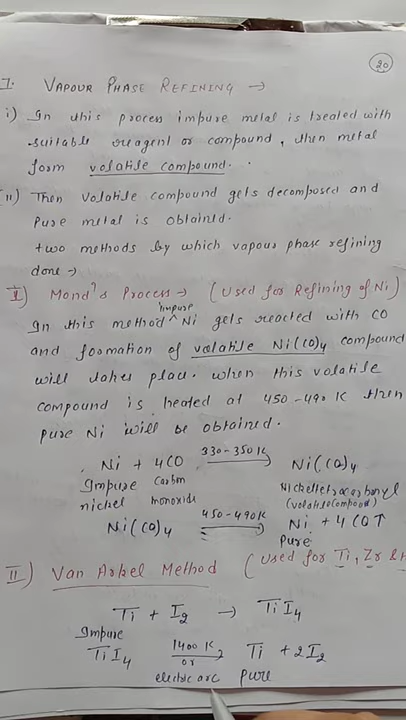 20
I. VAPOUR PHASE REFINING →
i) In this process impure metal is treated with
suitable reagent or compound, then metal
form volatile compound.
ii) Then volatile compound gets decomposed and
Pure metal is obtained.
two methods by which vapour phase refining
done →
I) Mond's Process → (Used for Refining of Ni)
In this method ^impure Ni gets reacted with CO
and formation of volatile Ni(CO)4 compound
will takes place. when this volatile
compound is heated at 450-490 K then
pure Ni will be obtained.
Ni + 4CO 330-350K → Ni(CO)4
Impure nickel Carbon monoxide Nickeltetracarbonyl (volatile compound)
Ni(CO)4 450-490K → Ni + 4CO↑
Pure
II) Van Arkel Method (Used for Ti, Zr &
Ti + I2 → TiI4
Impure
TiI4 1400 K or electric arc → Ti + 2I2
pure